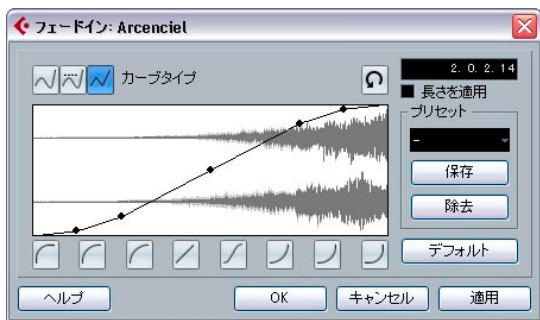 フェードイン: Arcenciel
カーブタイプ
2. 0. 2. 14
長さを適用
プリセット
-
保存
除去
デフォルト
ヘルプ
OK
キャンセル
適用